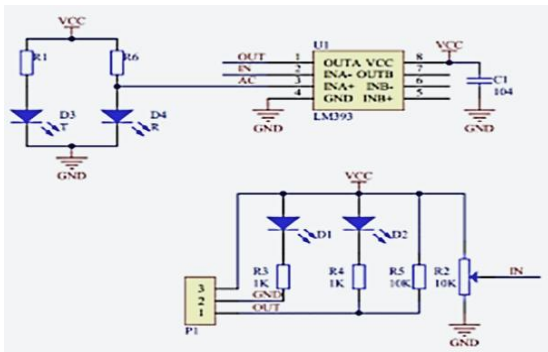 VCC
R1
R6
D3
T
D4
R
GND
OUT
IN
AC
1
2
3
4
U1
OUTA VCC
INA- OUTB
INA+ INB-
GND INB+
LM393
8
7
6
5
VCC
C1
104
GND
GND
VCC
D1
D2
R3
1K
R4
1K
R5
10K
R2
10K
IN
3
2
1
GND
OUT
P1
GND